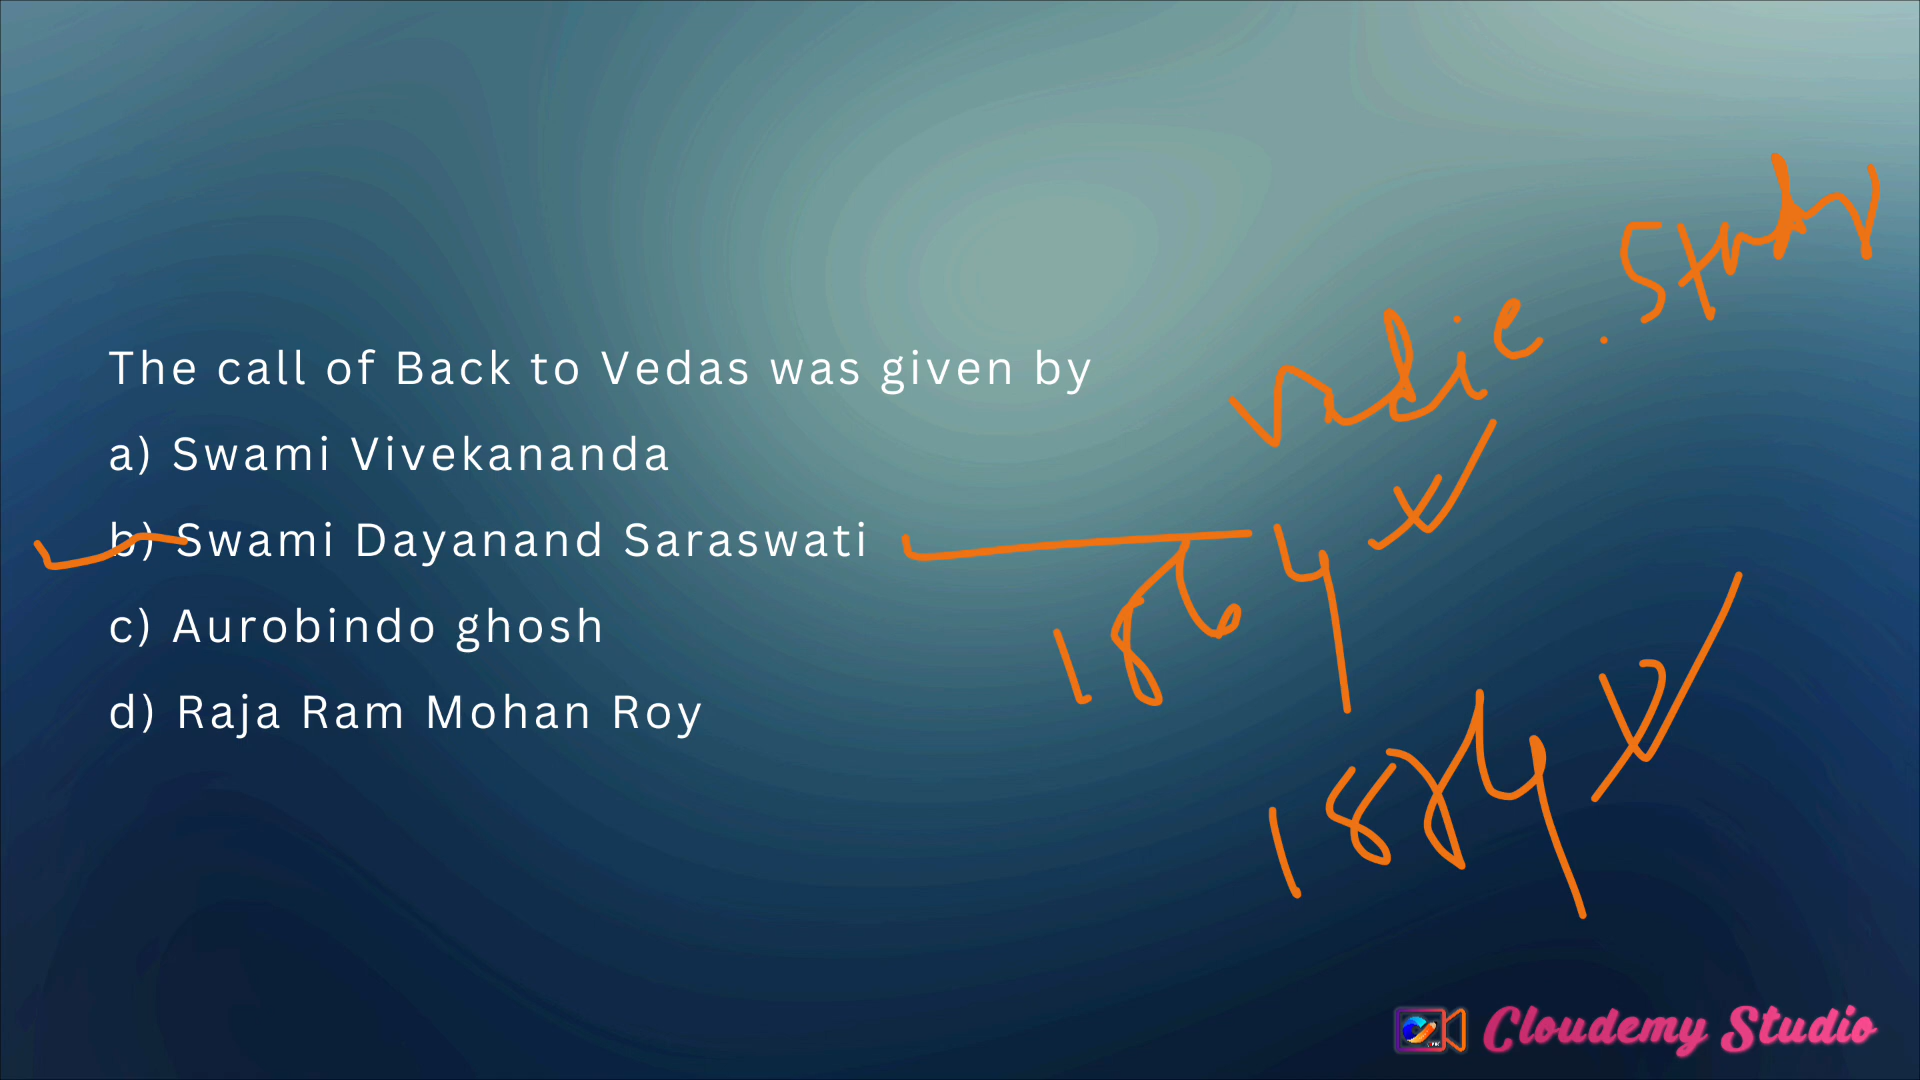 The call of Back to Vedas was given by
a) Swami Vivekananda
b) Swami Dayanand Saraswati
c) Aurobindo ghosh
d) Raja Ram Mohan Roy
Vedic. Study
1864
1884
Cloudemy Studio